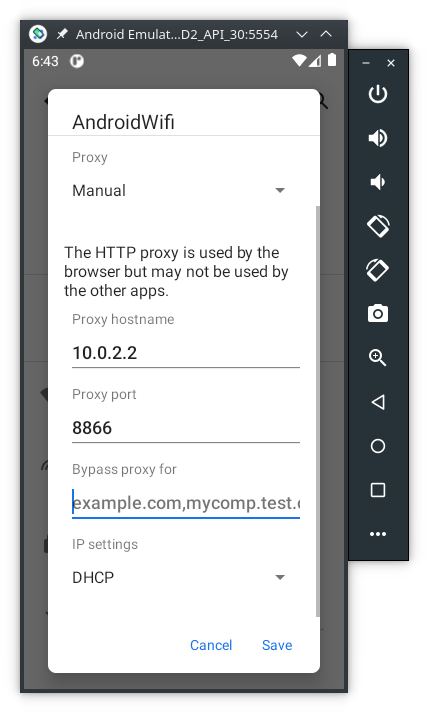 Android Emulat...D2_API_30:5554
6:43
AndroidWifi
Proxy
Manual
The HTTP proxy is used by the
browser but may not be used by
the other apps.
Proxy hostname
10.0.2.2
Proxy port
8866
Bypass proxy for
example.com,mycomp.test.c
IP settings
DHCP
Cancel Save